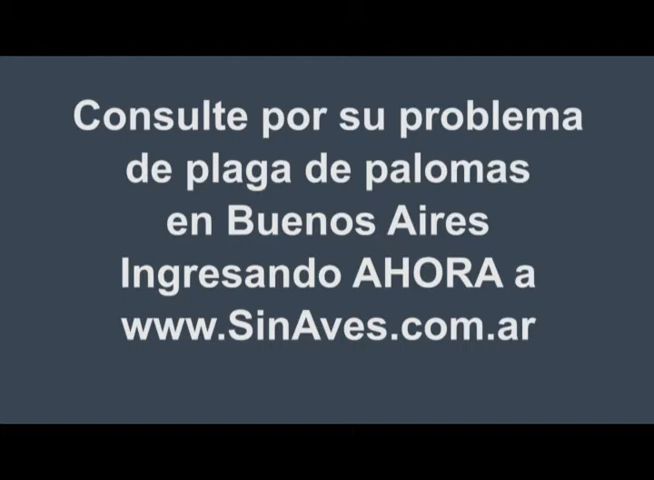 Consulte por su problema
de plaga de palomas
en Buenos Aires
Ingresando AHORA a
www.SinAves.com.ar